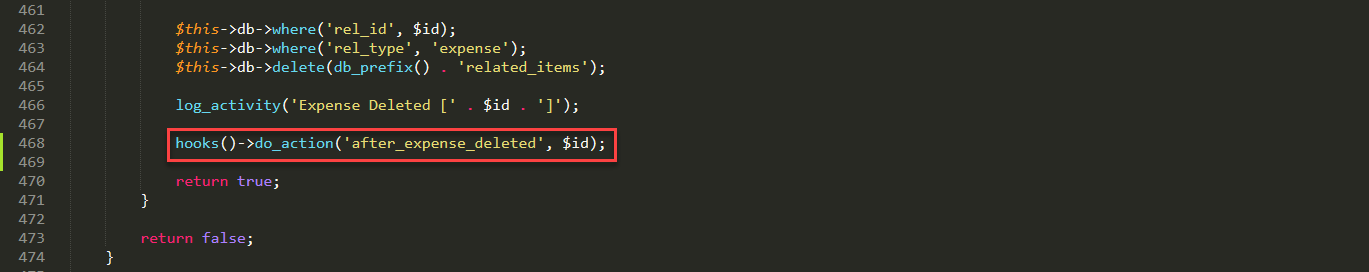 461
462 $this->db->where('rel_id', $id);
463 $this->db->where('rel_type', 'expense');
464 $this->db->delete(db_prefix() . 'related_items');
465
466 log_activity('Expense Deleted [' . $id . ']');
467
468 hooks()->do_action('after_expense_deleted', $id);
469
470 return true;
471 }
472
473 return false;
474 }